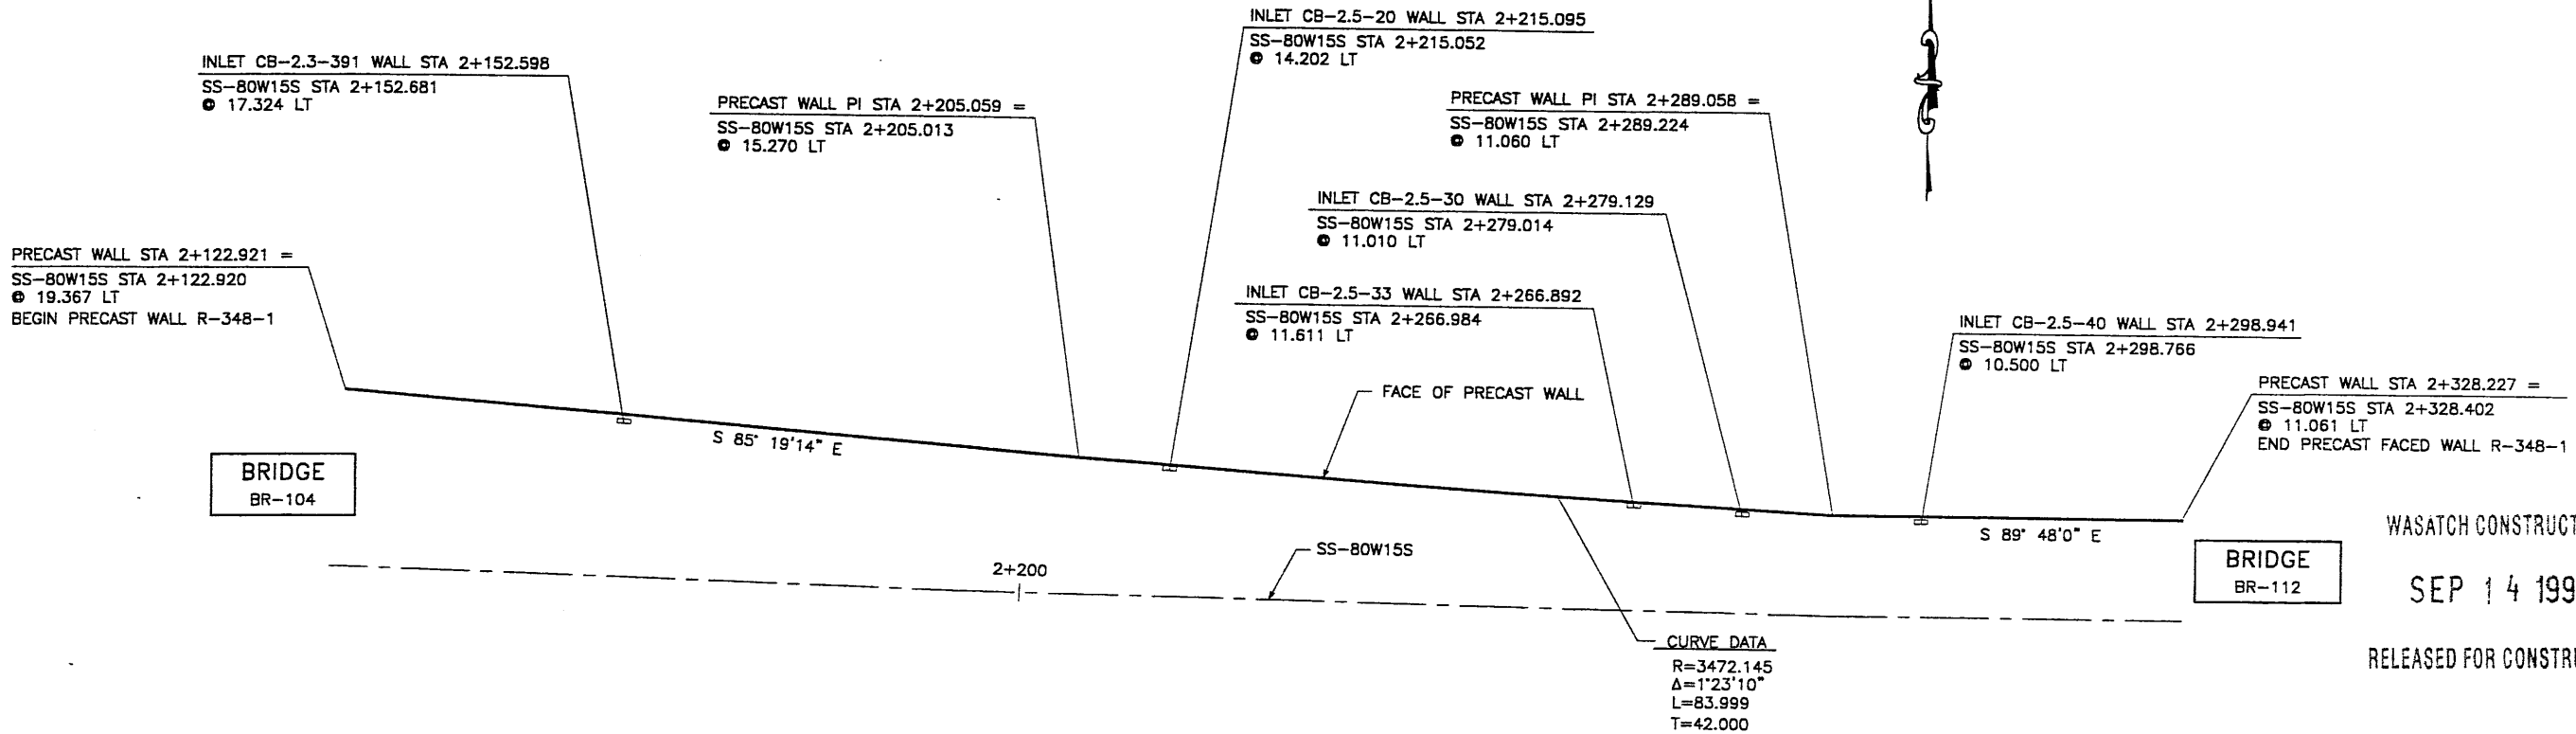 INLET CB-2.5-20 WALL STA 2+215.095
SS-80W15S STA 2+215.052
@ 14.202 LT
INLET CB-2.3-391 WALL STA 2+152.598
SS-80W15S STA 2+152.681
@ 17.324 LT
PRECAST WALL PI STA 2+205.059 =
SS-80W15S STA 2+205.013
@ 15.270 LT
PRECAST WALL PI STA 2+289.058 =
SS-80W15S STA 2+289.224
@ 11.060 LT
INLET CB-2.5-30 WALL STA 2+279.129
SS-80W15S STA 2+279.014
@ 11.010 LT
PRECAST WALL STA 2+122.921 =
SS-80W15S STA 2+122.920
@ 19.367 LT
BEGIN PRECAST WALL R-348-1
INLET CB-2.5-33 WALL STA 2+266.892
SS-80W15S STA 2+266.984
@ 11.611 LT
INLET CB-2.5-40 WALL STA 2+298.941
SS-80W15S STA 2+298.766
@ 10.500 LT
PRECAST WALL STA 2+328.227 =
SS-80W15S STA 2+328.402
@ 11.061 LT
END PRECAST FACED WALL R-348-1
FACE OF PRECAST WALL
S 85° 19'14" E
BRIDGE
BR-104
S 89° 48'0" E
WASATCH CONSTRUCT
SS-80W15S
2+200
BRIDGE
BR-112
SEP 14 199
CURVE DATA
R=3472.145
Δ=1°23'10"
L=83.999
T=42.000
RELEASED FOR CONSTR